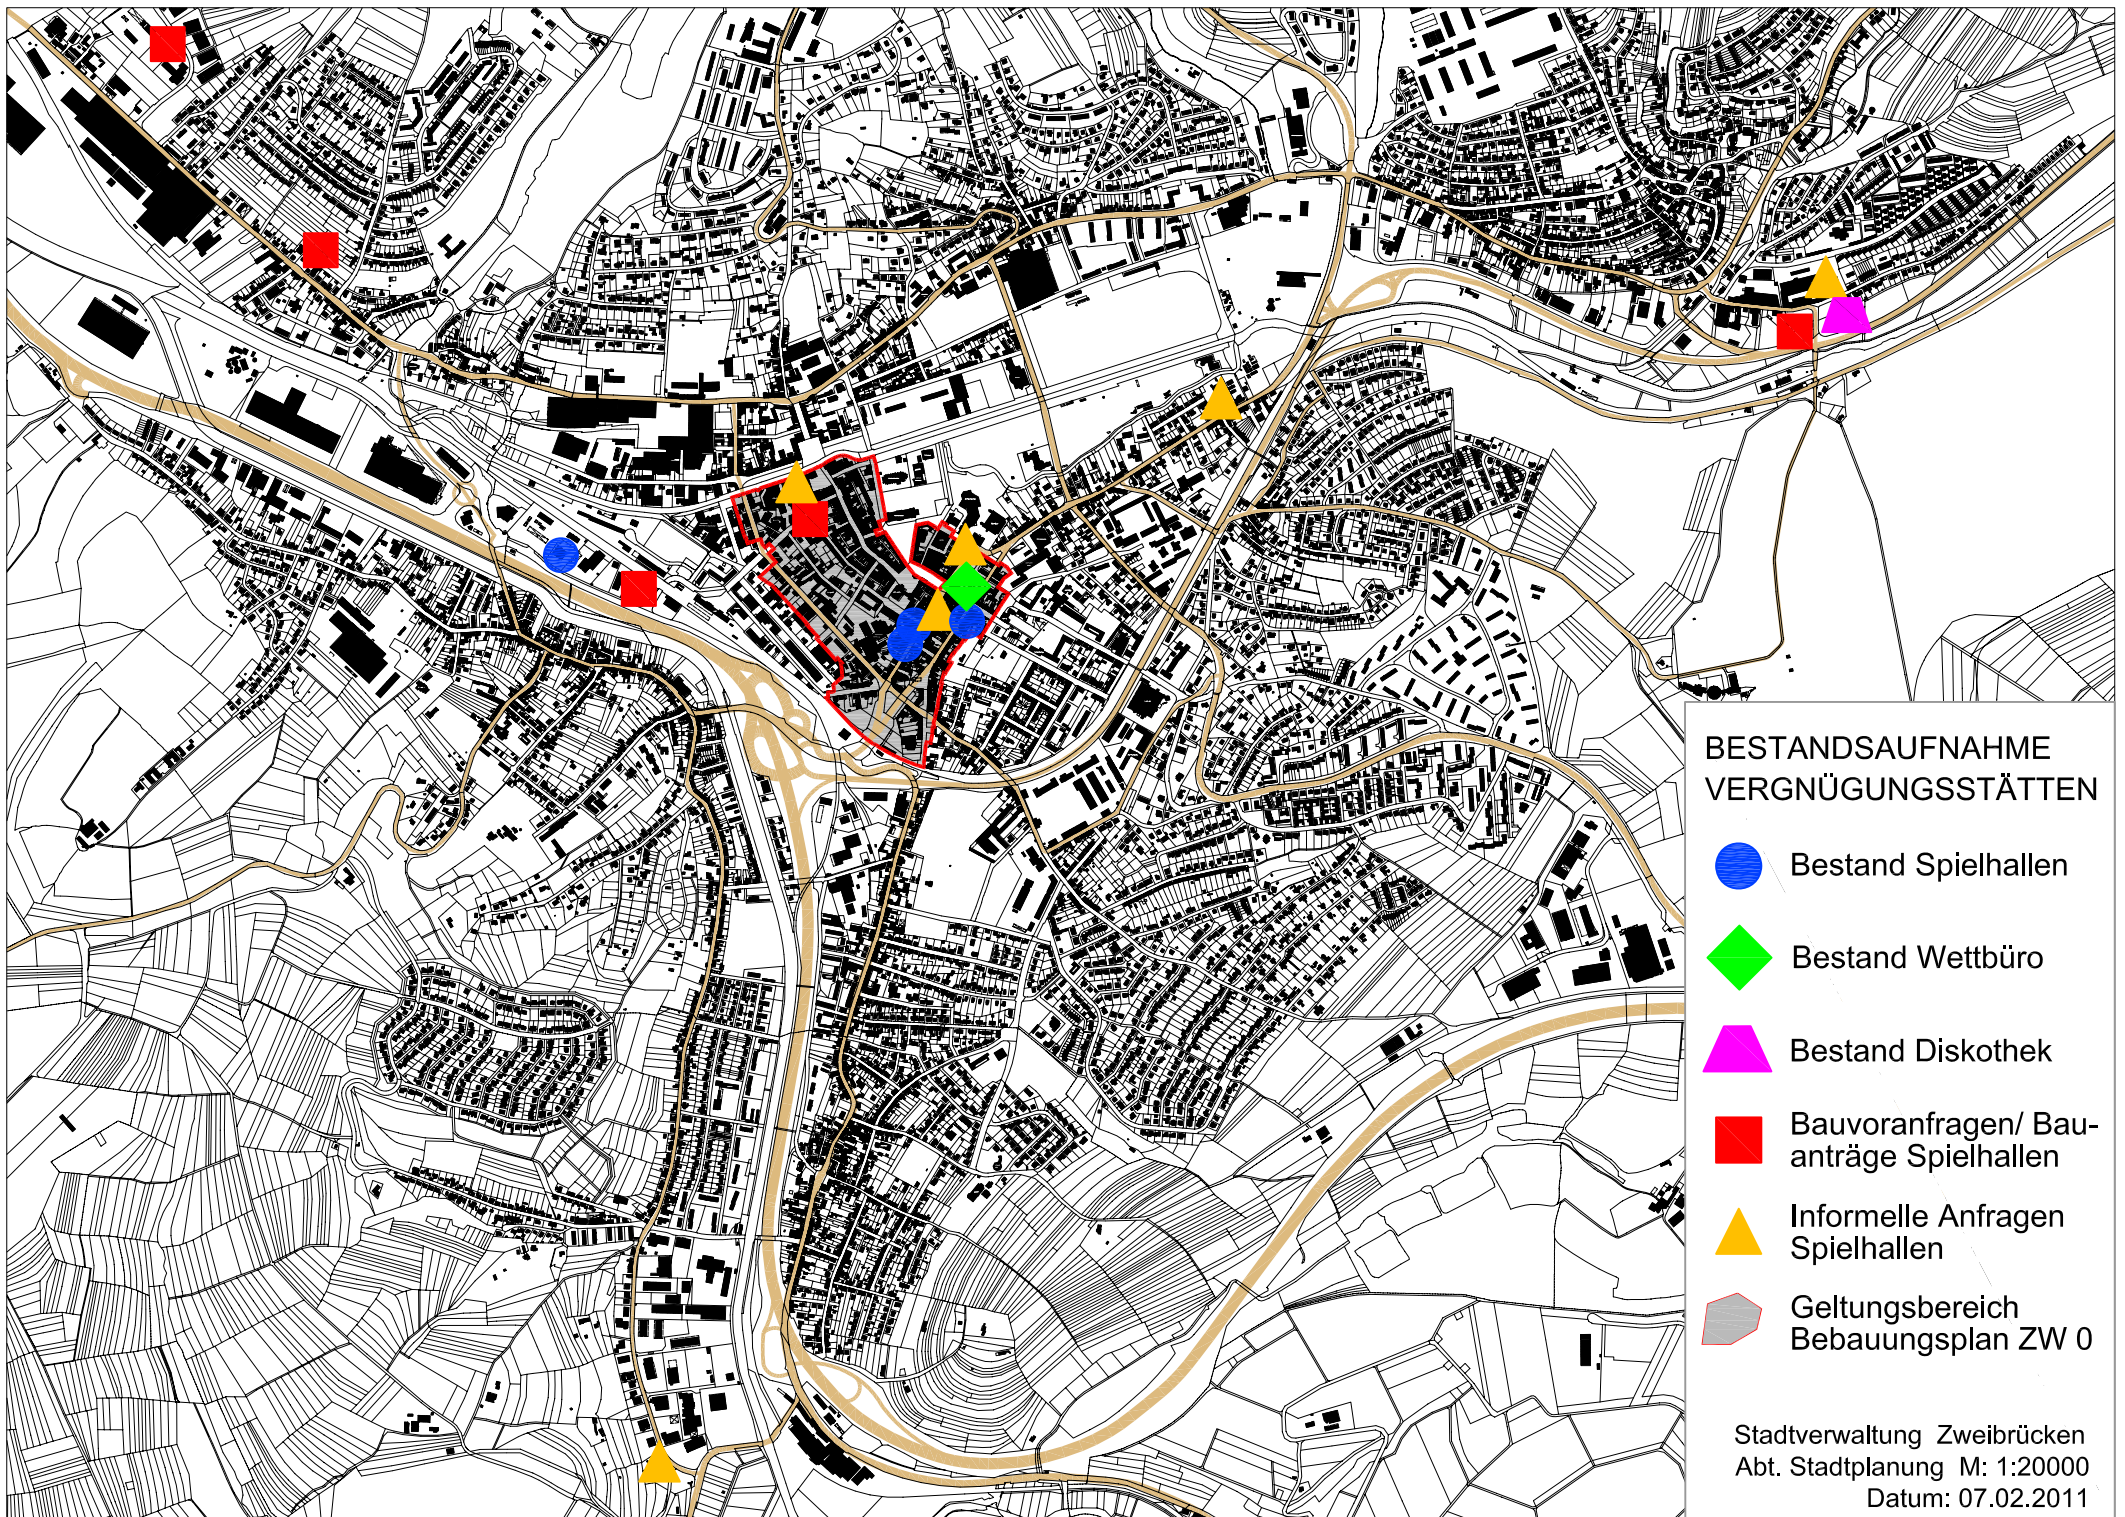 BESTANDSAUFNAHME
VERGNÜGUNGSSTÄTTEN
Bestand Spielhallen
Bestand Wettbüro
Bestand Diskothek
Bauvoranfragen/ Bau-
anträge Spielhallen
Informelle Anfragen
Spielhallen
Geltungsbereich
Bebauungsplan ZW 0
Stadtverwaltung Zweibrücken
Abt. Stadtplanung M: 1:20000
Datum: 07.02.2011